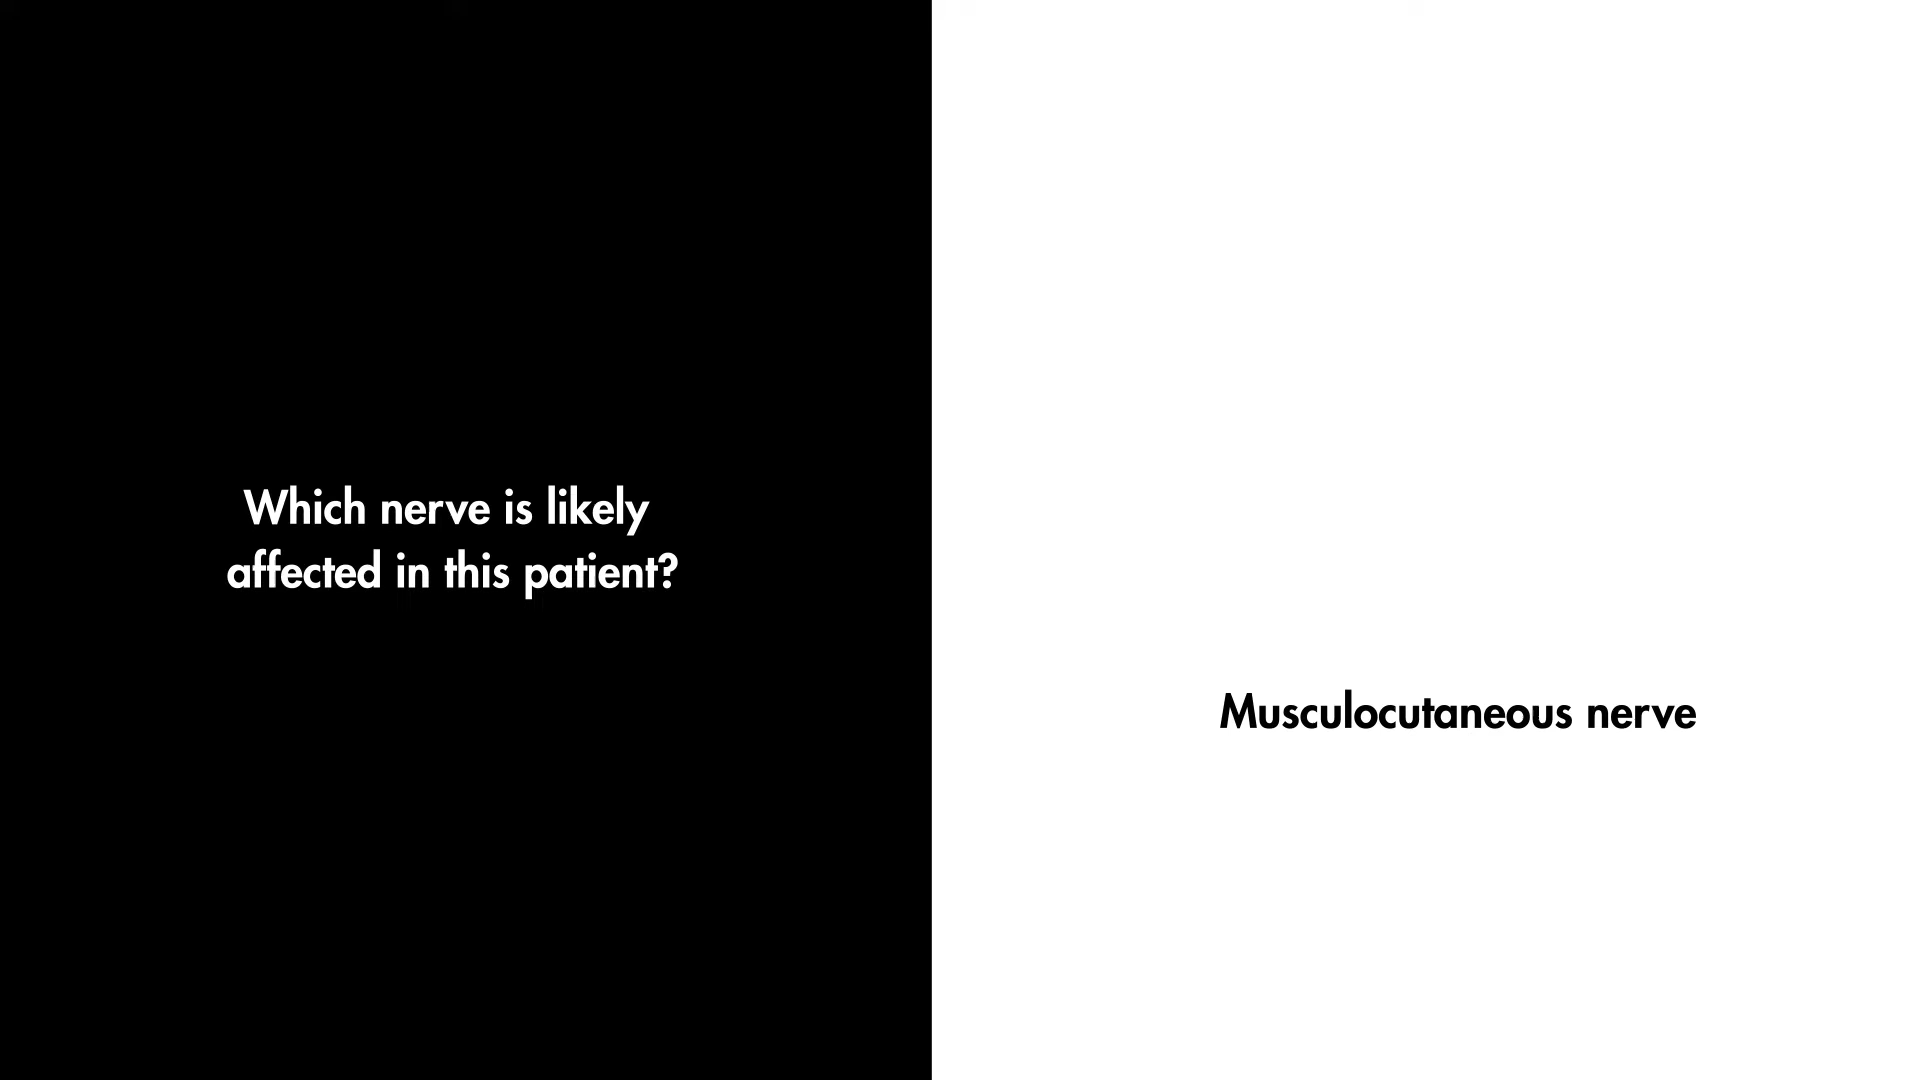 Which nerve is likely
affected in this patient?
Musculocutaneous nerve